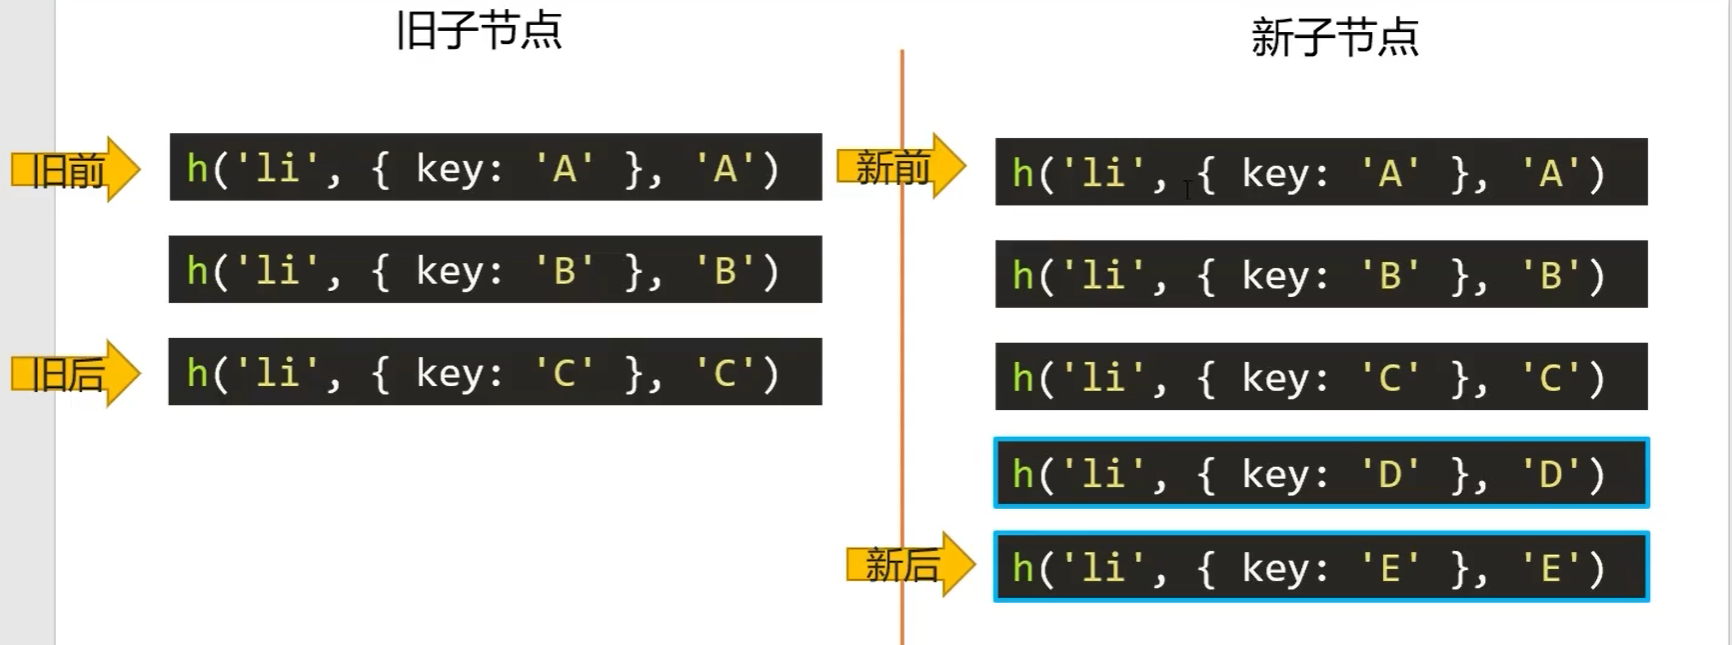 旧子节点
新子节点
旧前
h('li', { key: 'A' }, 'A')
新前
h('li', { key: 'A' }, 'A')
h('li', { key: 'B' }, 'B')
h('li', { key: 'B' }, 'B')
旧后
h('li', { key: 'C' }, 'C')
h('li', { key: 'C' }, 'C')
h('li', { key: 'D' }, 'D')
新后
h('li', { key: 'E' }, 'E')